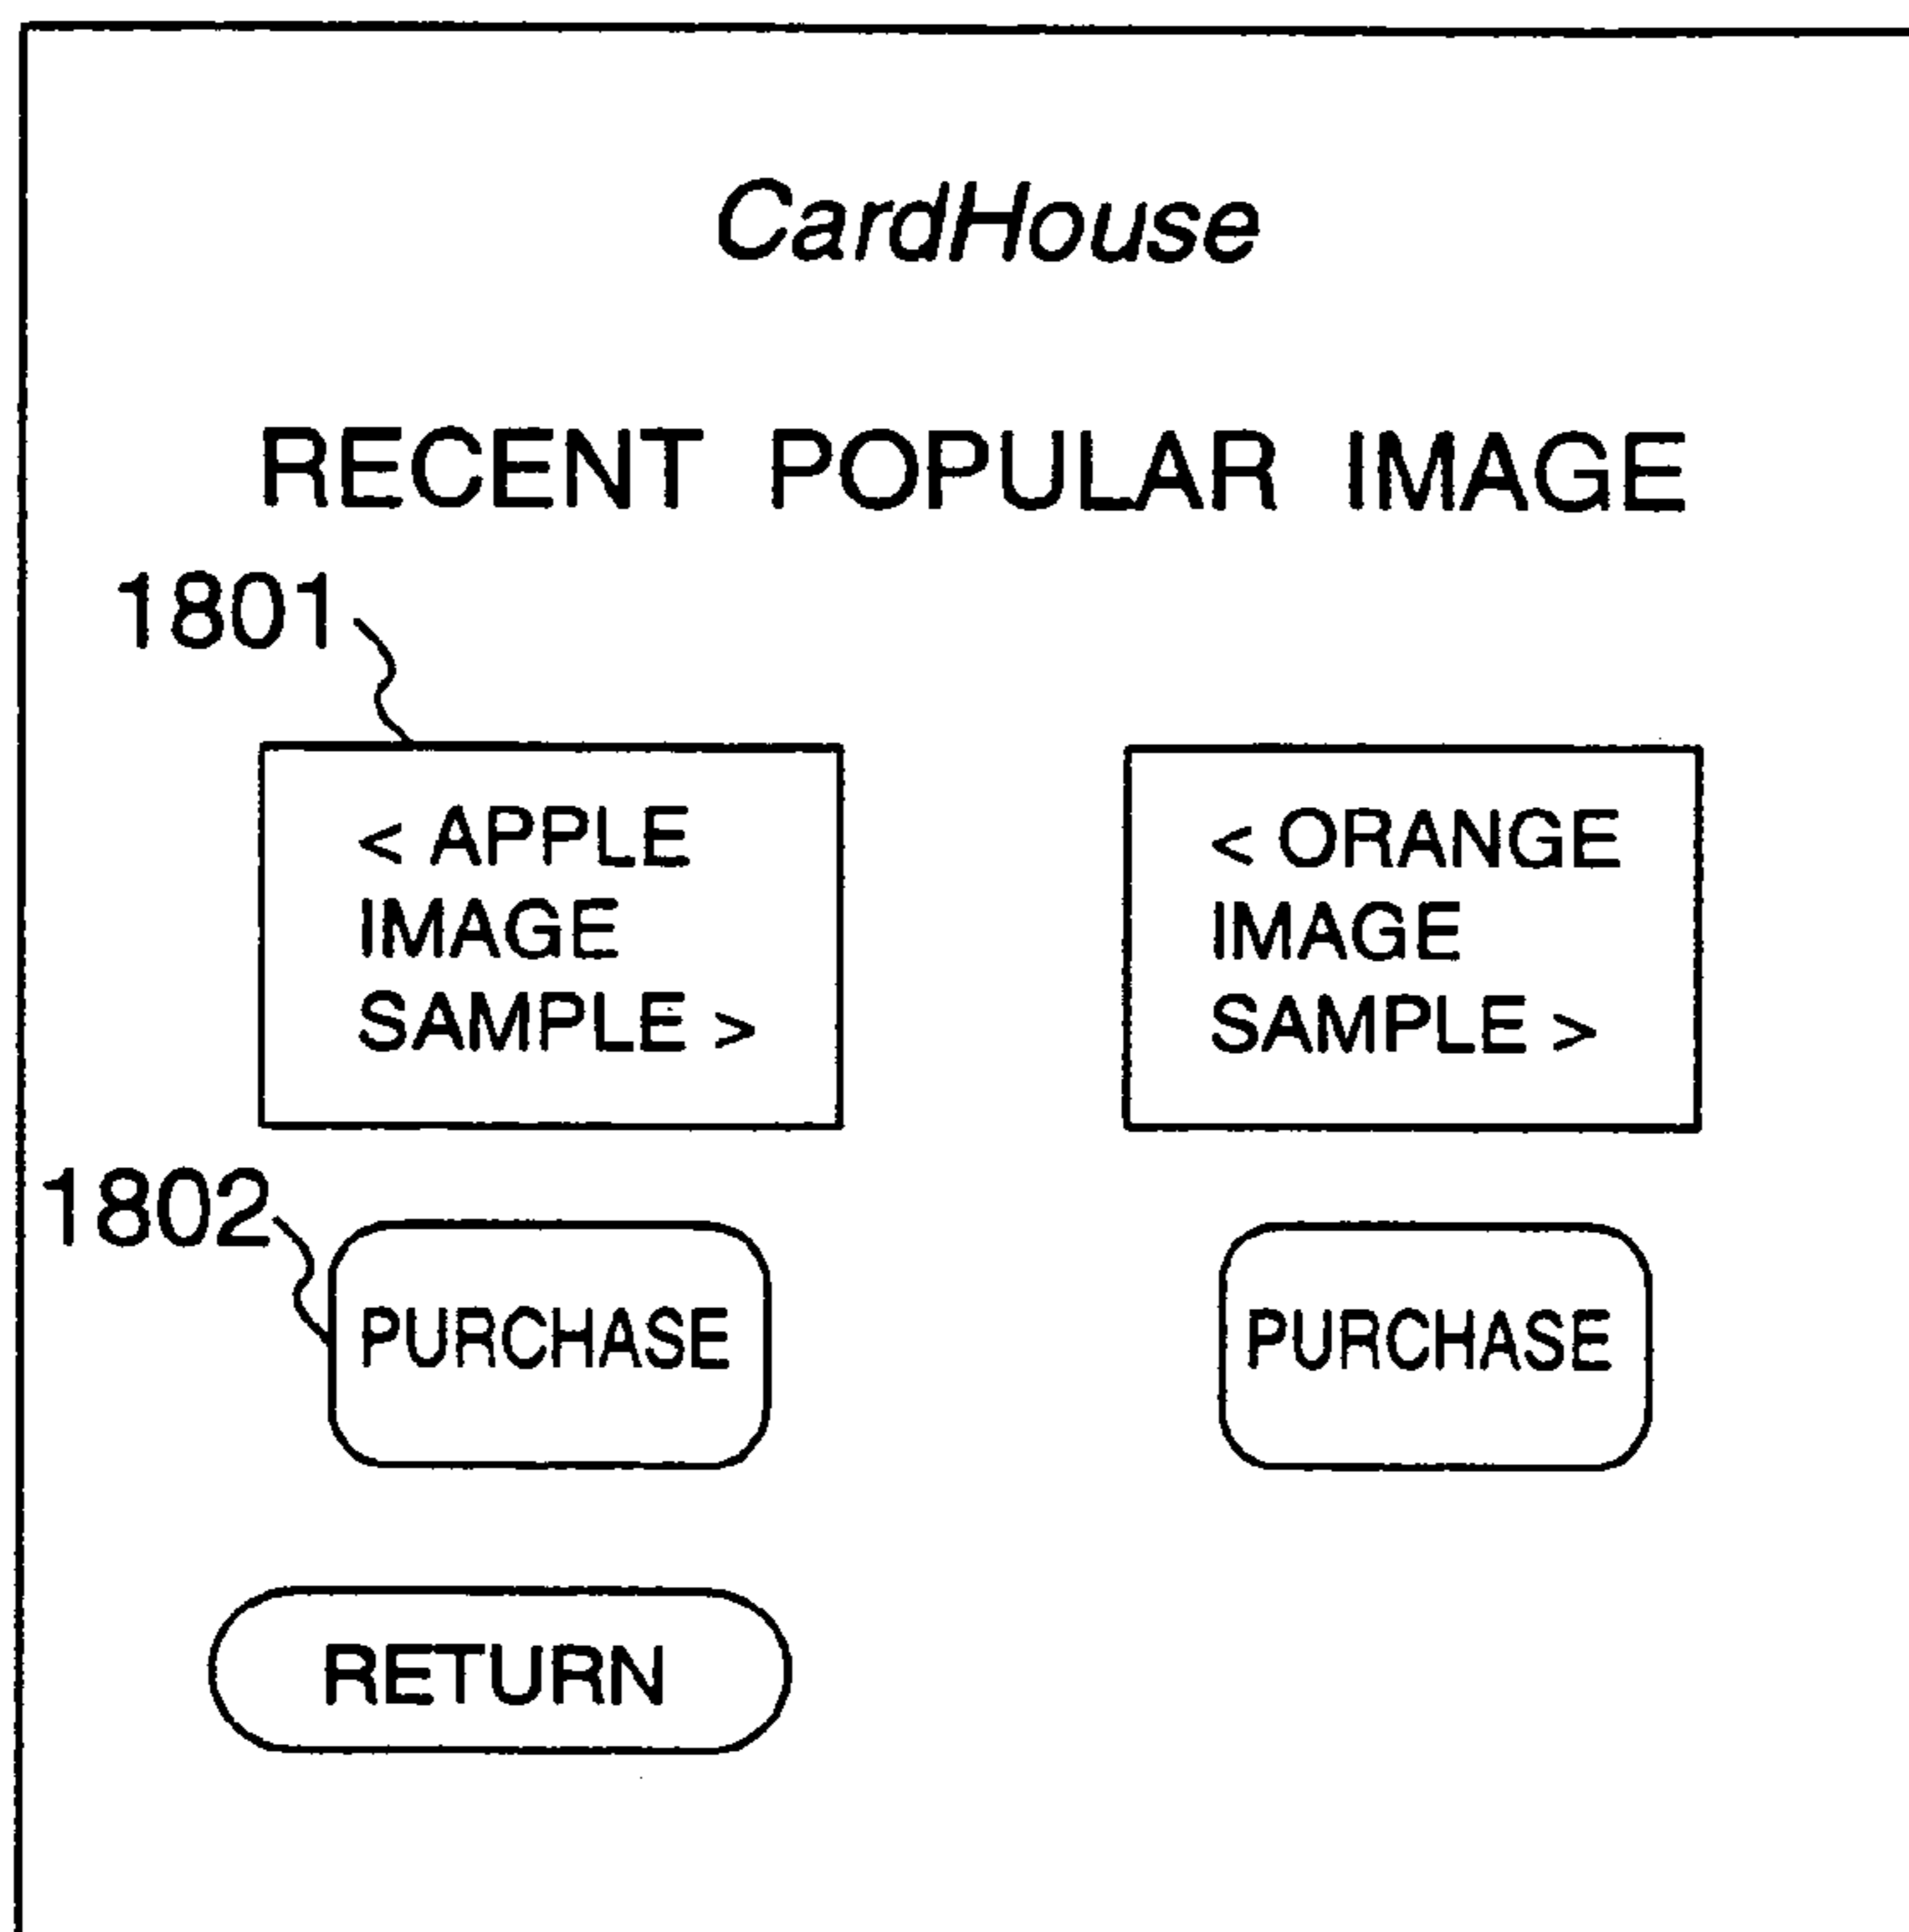 CardHouse
RECENT POPULAR IMAGE
1801
< APPLE
IMAGE
SAMPLE >
< ORANGE
IMAGE
SAMPLE >
1802
PURCHASE
PURCHASE
RETURN